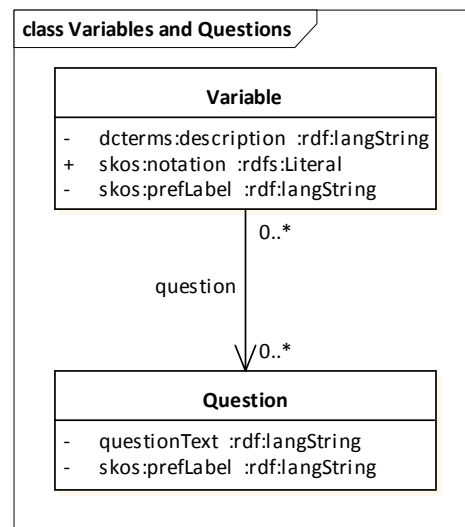 class Variables and Questions
Variable
- dcterms:description :rdf:langString
+ skos:notation :rdfs:Literal
- skos:prefLabel :rdf:langString
0..*
question
0..*
Question
- questionText :rdf:langString
- skos:prefLabel :rdf:langString